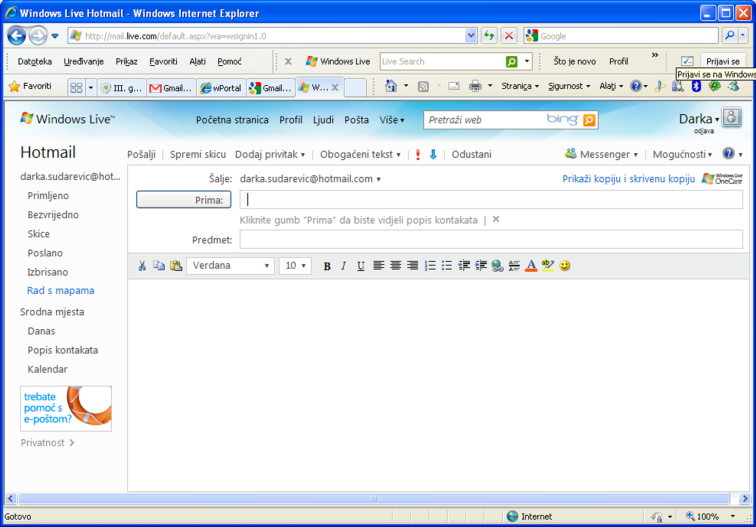 Windows Live Hotmail - Windows Internet Explorer
http://mail.live.com/default.aspx?wa=wsignin1.0
Google
Datoteka Uređivanje Prikaz Favoriti Alati Pomoć
Windows Live
Live Search
Što je novo Profil
Prijavi se
Prijavi se na Windows
Favoriti
III. g...
Gmail...
wPortal
Gmail...
W...
Stranica Sigurnost Alati
Windows Live™
Početna stranica Profil Ljudi Pošta Više
Pretraži web
bing
Darka
odjava
Hotmail
Pošalji Spremi skicu Dodaj privitak Obogaćeni tekst Odustani
Messenger Mogućnosti
darka.sudarevic@hot...
Primljeno
Bezvrijedno
Skice
Poslano
Izbrisano
Rad s mapama
Srodna mjesta
Danas
Popis kontakata
Kalendar
trebate
pomoć s
e-poštom?
Privatnost
Šalje: darka.sudarevic@hotmail.com
Prikaži kopiju i skrivenu kopiju
Windows Live
OneCare
Prima:
Kliknite gumb "Prima" da biste vidjeli popis kontakata |
Predmet:
Verdana 10 B I U
Gotovo
Internet
100%